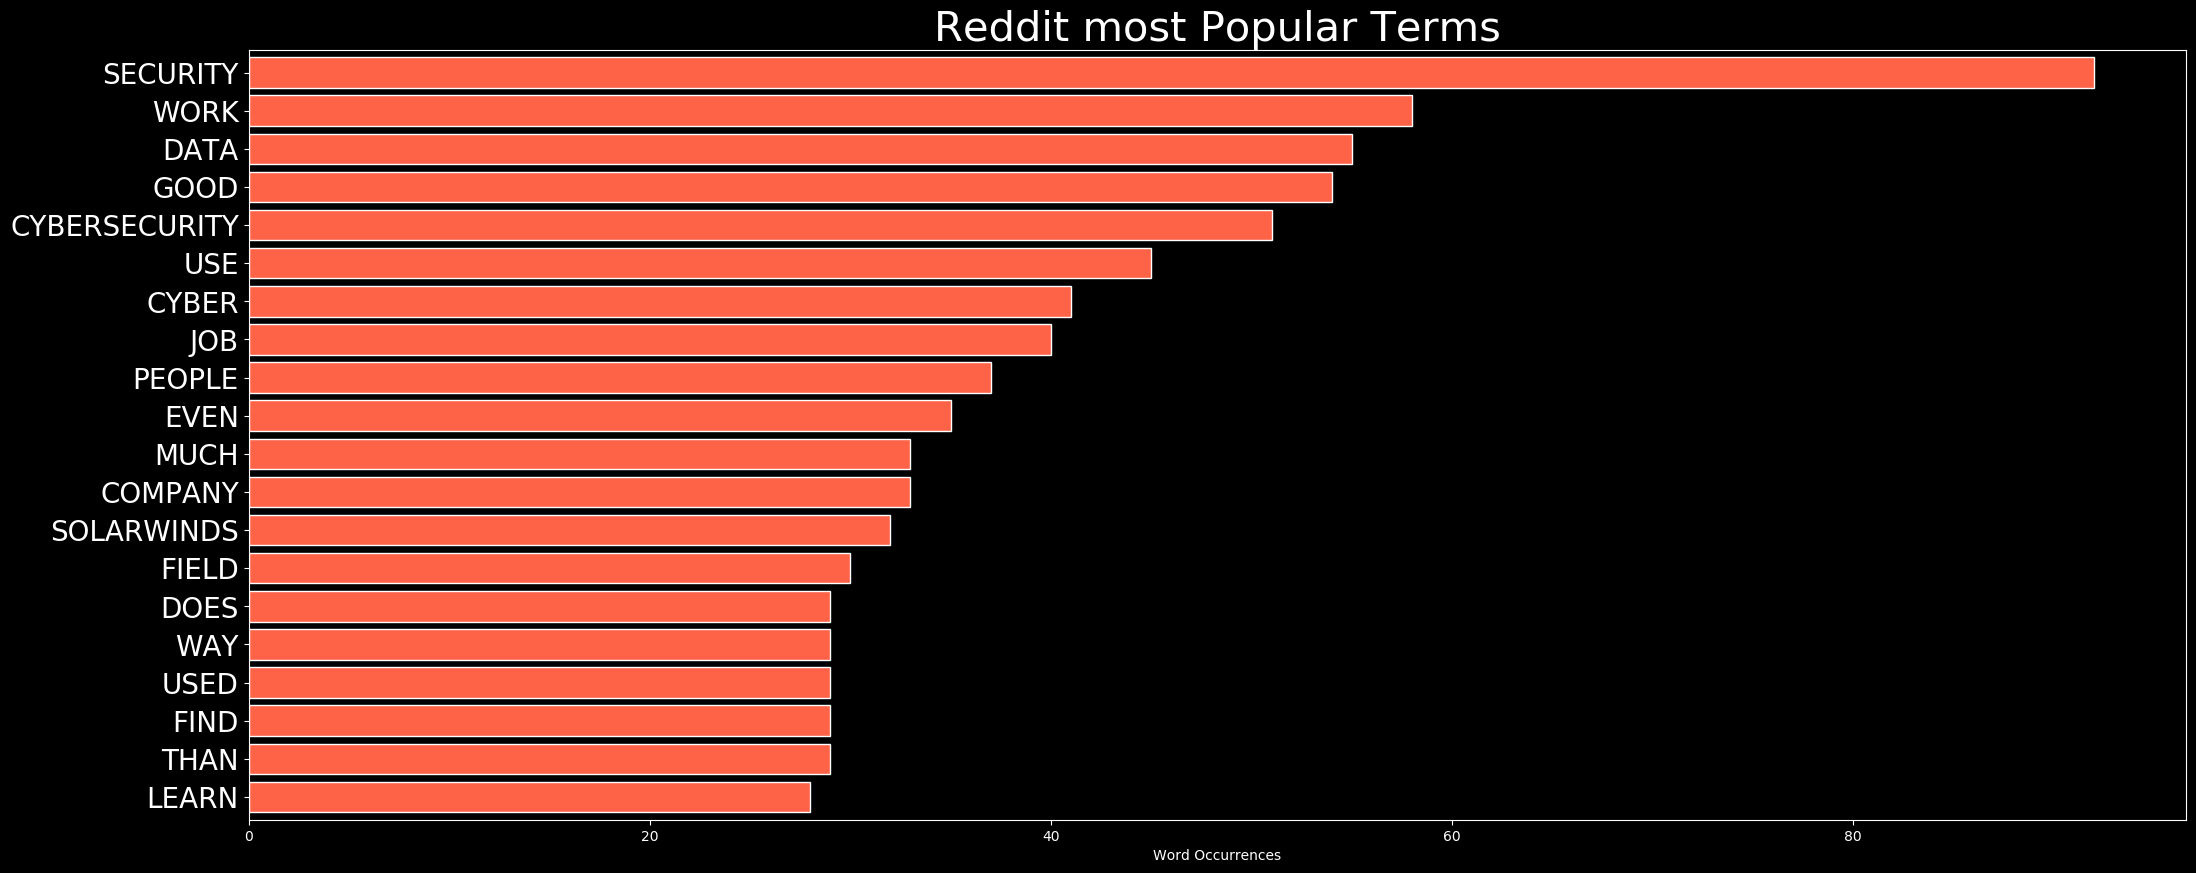 Reddit most Popular Terms
SECURITY
WORK
DATA
GOOD
CYBERSECURITY
USE
CYBER
JOB
PEOPLE
EVEN
MUCH
COMPANY
SOLARWINDS
FIELD
DOES
WAY
USED
FIND
THAN
LEARN
0 20 40 60 80
Word Occurrences